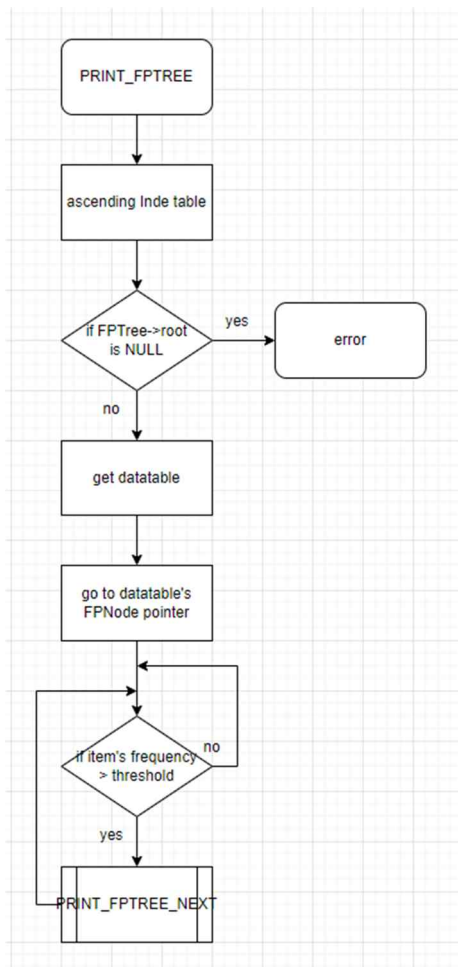 PRINT_FPTREE
ascending Inde table
if FPTree->root
is NULL
yes
error
no
get datatable
go to datatable's
FPNode pointer
if item's frequency
> threshold
no
yes
PRINT_FPTREE_NEXT